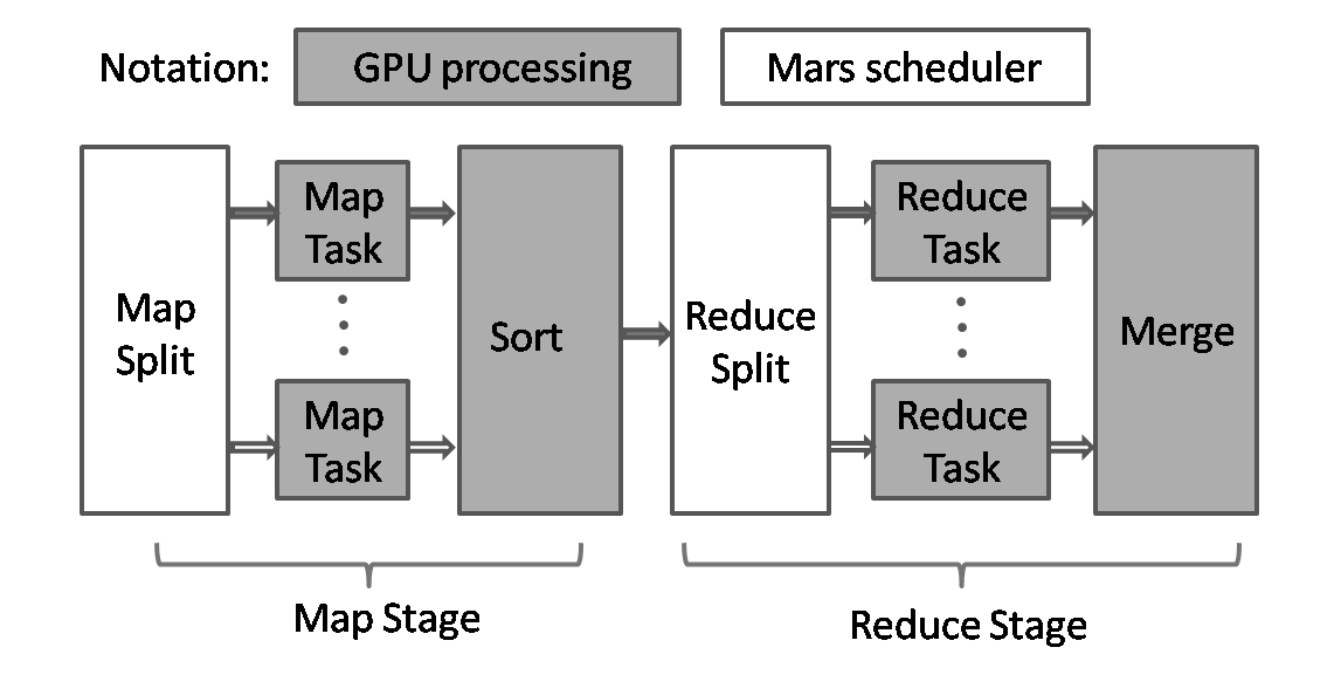 Notation:
GPU processing
Mars scheduler
Map
Split
Map
Task
Map
Task
Sort
Reduce
Split
Reduce
Task
Reduce
Task
Merge
Map Stage
Reduce Stage